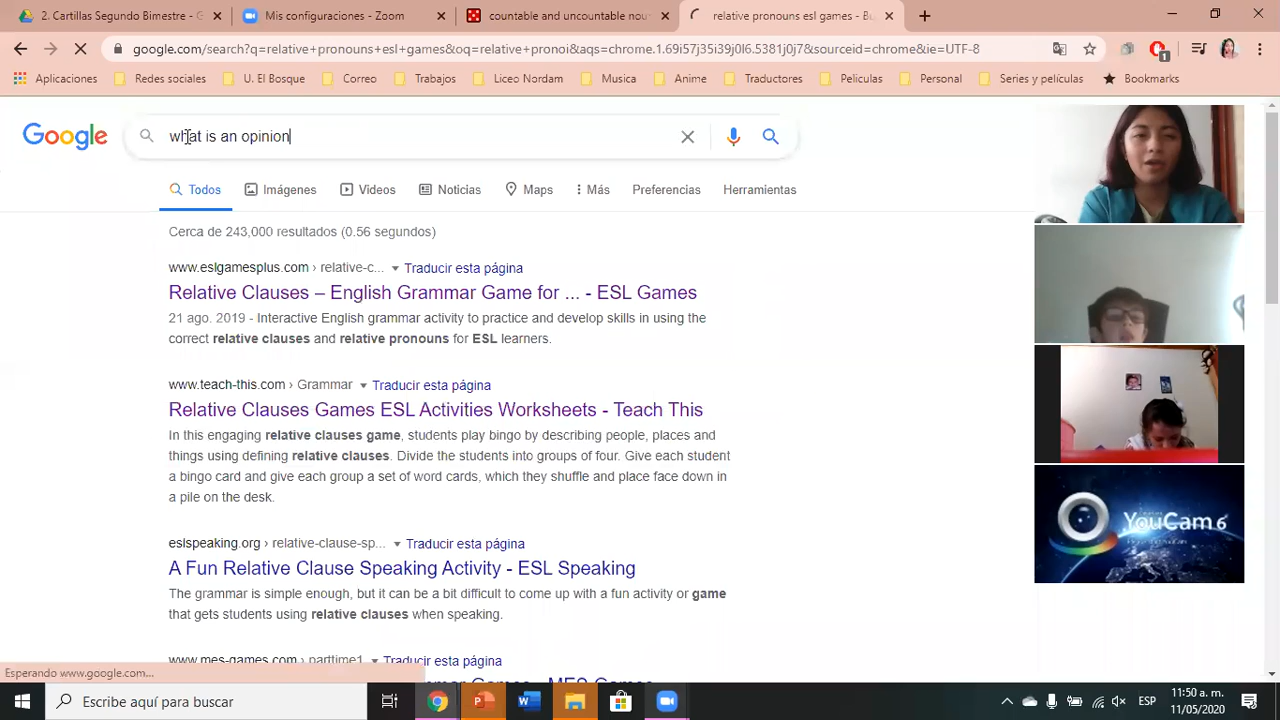 2. Cartillas Segundo Bimestre - G
Mis configuraciones - Zoom
countable and uncountable nou
relative pronouns esl games - Bu
google.com/search?q=relative+pronouns+esl+games&oq=relative+pronoi&aqs=chrome.1.69i57j35i39j0l6.5381j0j7&sourceid=chrome&ie=UTF-8
1
Aplicaciones
Redes sociales
U. El Bosque
Correo
Trabajos
Liceo Nordam
Musica
Anime
Traductores
Peliculas
Personal
Series y películas
Bookmarks
Google
what is an opinion
Todos
Imágenes
Videos
Noticias
Maps
Más
Preferencias
Herramientas
Cerca de 243,000 resultados (0.56 segundos)
www.eslgamesplus.com › relative-c... Traducir esta página
Relative Clauses – English Grammar Game for ... - ESL Games
21 ago. 2019 - Interactive English grammar activity to practice and develop skills in using the
correct relative clauses and relative pronouns for ESL learners.
www.teach-this.com › Grammar Traducir esta página
Relative Clauses Games ESL Activities Worksheets - Teach This
In this engaging relative clauses game, students play bingo by describing people, places and
things using defining relative clauses. Divide the students into groups of four. Give each student
a bingo card and give each group a set of word cards, which they shuffle and place face down in
a pile on the desk.
eslspeaking.org › relative-clause-sp... Traducir esta página
A Fun Relative Clause Speaking Activity - ESL Speaking
The grammar is simple enough, but it can be a bit difficult to come up with a fun activity or game
that gets students using relative clauses when speaking.
www.mes-games.com › parttime1 Traducir esta página
YouCam 6
Esperando www.google.com...
Escribe aquí para buscar
ESP
11:50 a. m.
11/05/2020